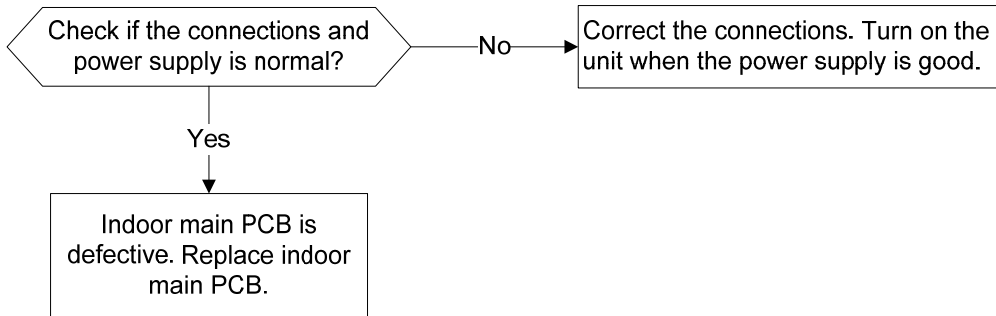 Check if the connections and
power supply is normal?
No
Correct the connections. Turn on the
unit when the power supply is good.
Yes
Indoor main PCB is
defective. Replace indoor
main PCB.